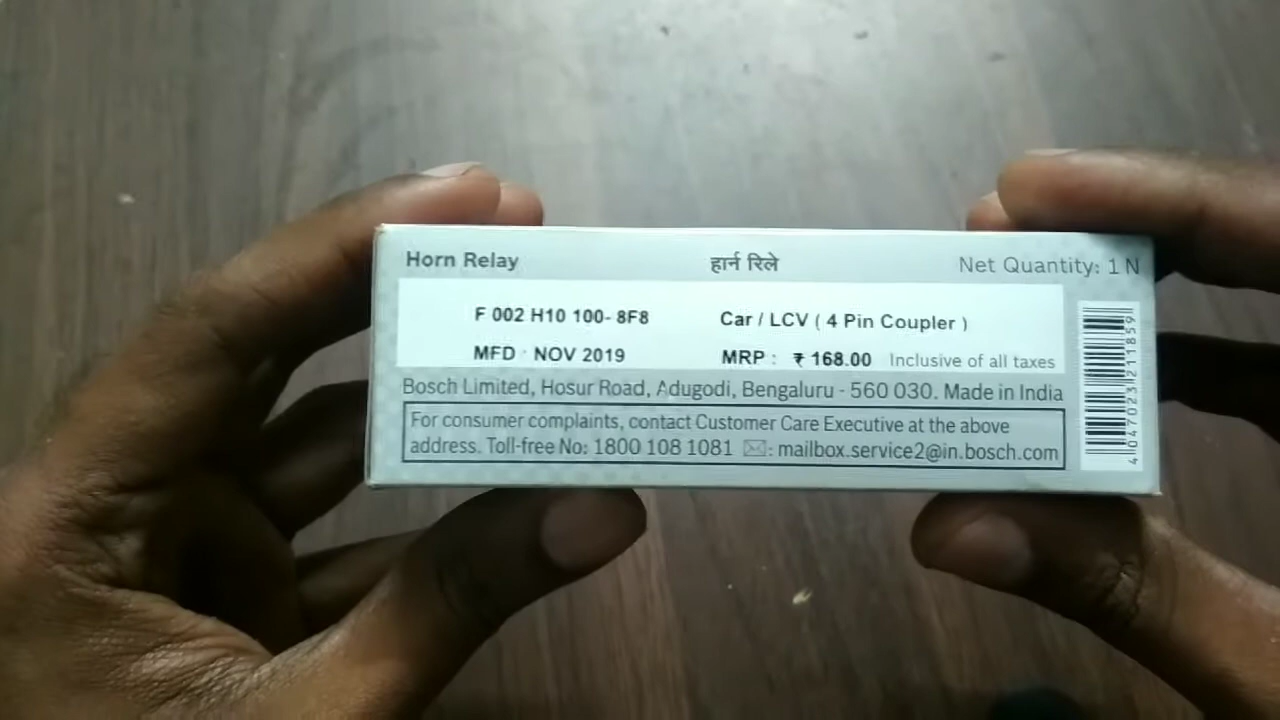 Horn Relay हार्न रिले Net Quantity: 1 N
F 002 H10 100- 8F8 Car / LCV ( 4 Pin Coupler )
MFD : NOV 2019 MRP : ₹ 168.00 Inclusive of all taxes
Bosch Limited, Hosur Road, Adugodi, Bengaluru - 560 030. Made in India
For consumer complaints, contact Customer Care Executive at the above
address. Toll-free No: 1800 108 1081 ✉: mailbox.service2@in.bosch.com
4 047023 211859